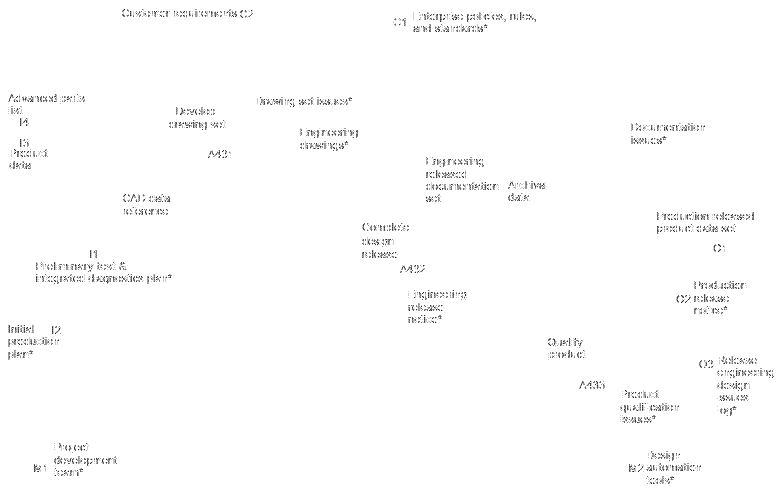 Customer requirements C2
C1 Enterprise policies, rules,
and standards*
Advanced parts
list
I4
I3
Product
data
Develop
drawing set
A431
Drawing set issues*
Engineering
drawings*
Documentation
issues*
Engineering
released
documentation
set
Archive
data
CAD data
reference
Production released
product data set
O1
Complete
design
release
A432
I1
Preliminary test &
integrated diagnostics plan*
Engineering
release
notice*
Production
O2 release
notice*
Initial I2
production
plan*
Qualify
product
A433
O3 Release
engineering
design
issues
log*
Product
qualification
issues*
Project
M1 development
team*
Design
M2 automation
tools*